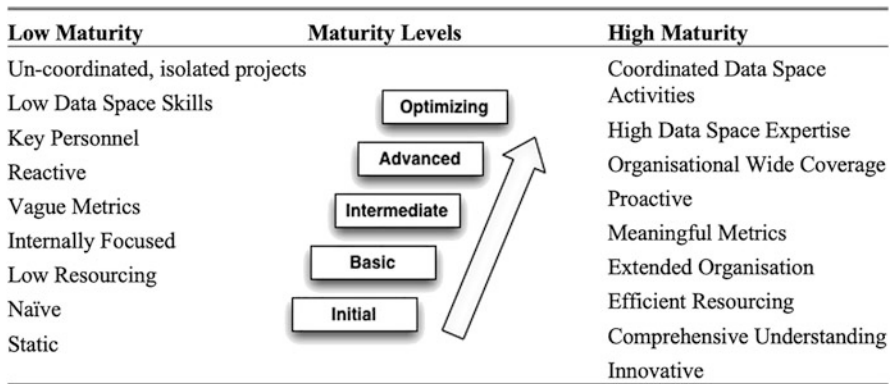 Low Maturity
Maturity Levels
High Maturity
Un-coordinated, isolated projects
Low Data Space Skills
Key Personnel
Reactive
Vague Metrics
Internally Focused
Low Resourcing
Naïve
Static
Optimizing
Advanced
Intermediate
Basic
Initial
Coordinated Data Space
Activities
High Data Space Expertise
Organisational Wide Coverage
Proactive
Meaningful Metrics
Extended Organisation
Efficient Resourcing
Comprehensive Understanding
Innovative